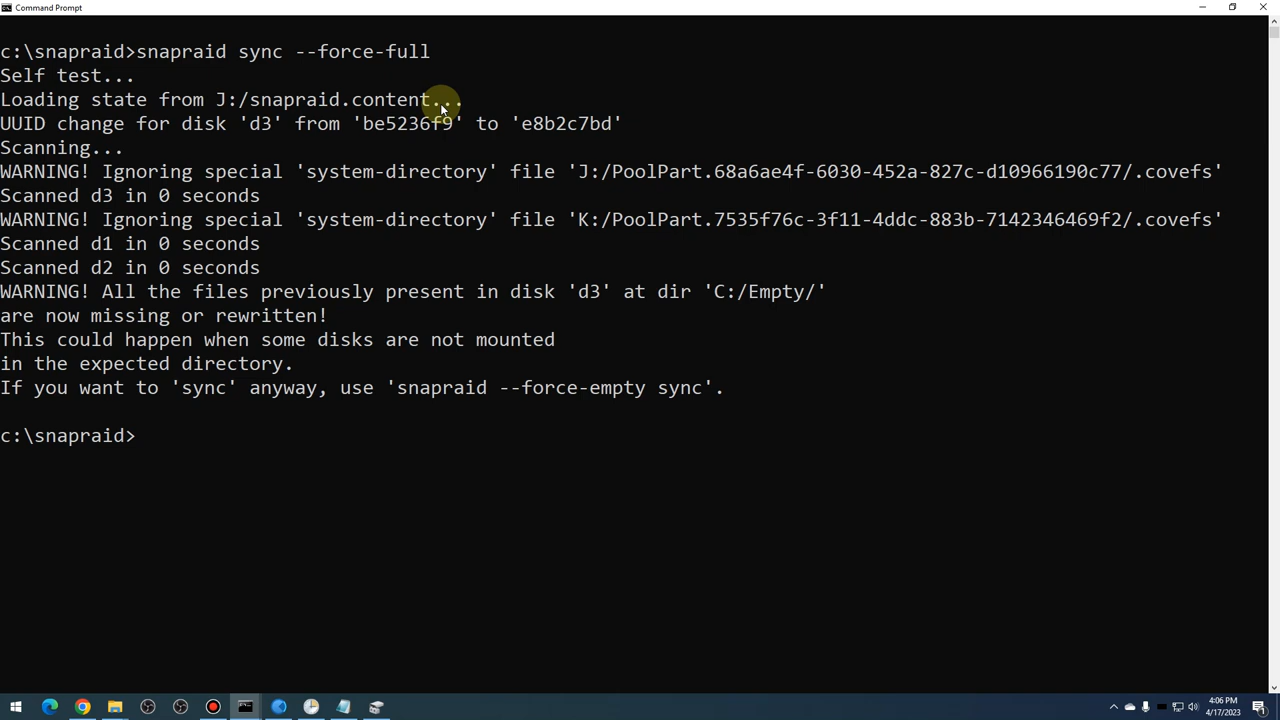 Command Prompt
c:\snapraid>snapraid sync --force-full
Self test...
Loading state from J:/snapraid.content...
UUID change for disk 'd3' from 'be5236f9' to 'e8b2c7bd'
Scanning...
WARNING! Ignoring special 'system-directory' file 'J:/PoolPart.68a6ae4f-6030-452a-827c-d10966190c77/.covefs'
Scanned d3 in 0 seconds
WARNING! Ignoring special 'system-directory' file 'K:/PoolPart.7535f76c-3f11-4ddc-883b-7142346469f2/.covefs'
Scanned d1 in 0 seconds
Scanned d2 in 0 seconds
WARNING! All the files previously present in disk 'd3' at dir 'C:/Empty/'
are now missing or rewritten!
This could happen when some disks are not mounted
in the expected directory.
If you want to 'sync' anyway, use 'snapraid --force-empty sync'.
c:\snapraid>
4:06 PM
4/17/2023
1